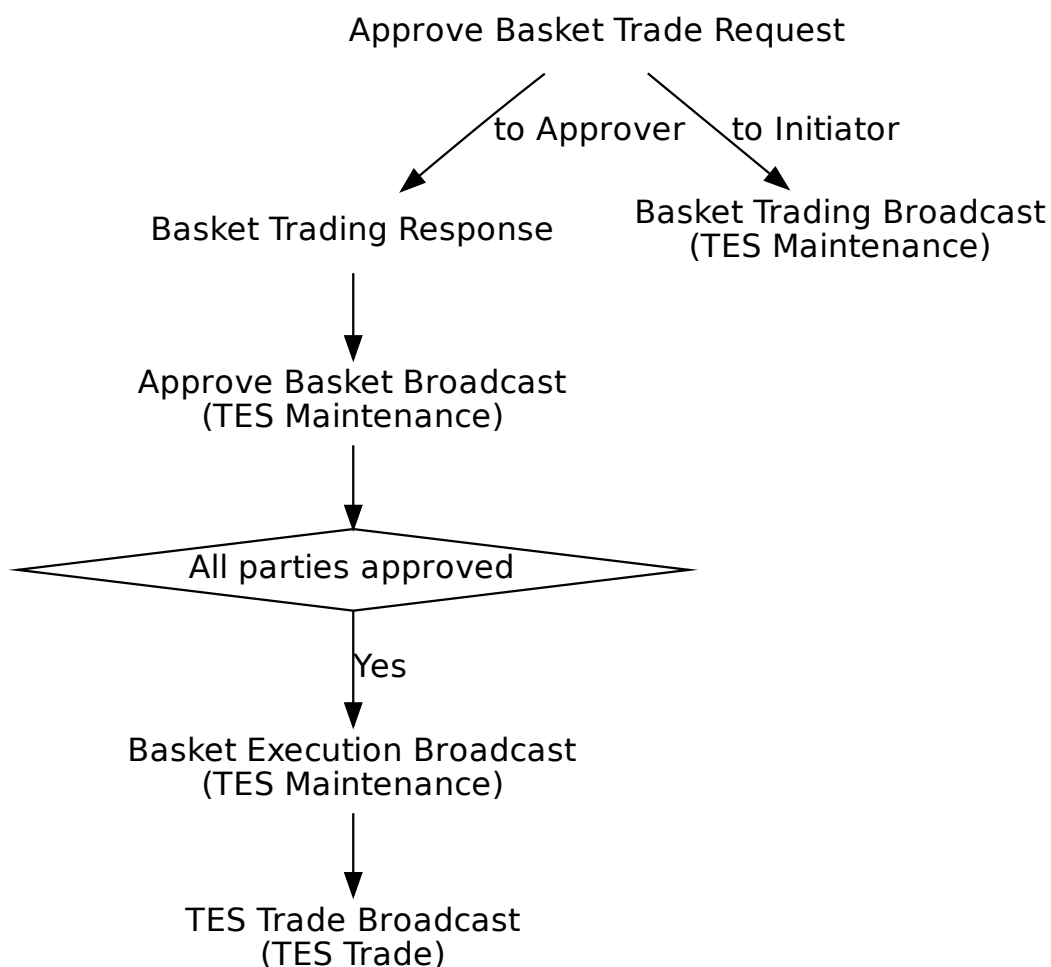 Approve Basket Trade Request
to Approver
to Initiator
Basket Trading Response
Basket Trading Broadcast
(TES Maintenance)
Approve Basket Broadcast
(TES Maintenance)
All parties approved
Yes
Basket Execution Broadcast
(TES Maintenance)
TES Trade Broadcast
(TES Trade)